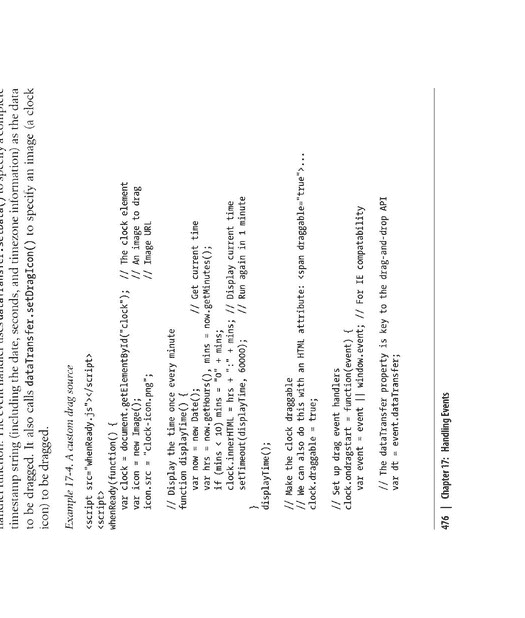 handler function. The event handler uses dataTransfer.setData() to specify a complete
timestamp string (including the date, seconds, and timezone information) as the data
to be dragged. It also calls dataTransfer.setDragIcon() to specify an image (a clock
icon) to be dragged.
Example 17-4. A custom drag source
<script src="whenReady.js"></script>
<script>
whenReady(function() {
var clock = document.getElementById("clock");  // The clock element
var icon = new Image();                        // An image to drag
icon.src = "clock-icon.png";                   // Image URL
// Display the time once every minute
function displayTime() {
var now = new Date();               // Get current time
var hrs = now.getHours(), mins = now.getMinutes();
if (mins < 10) mins = "0" + mins;
clock.innerHTML = hrs + ":" + mins; // Display current time
setTimeout(displayTime, 60000);     // Run again in 1 minute
}
displayTime();
// Make the clock draggable
// We can also do this with an HTML attribute: <span draggable="true">...
clock.draggable = true;
// Set up drag event handlers
clock.ondragstart = function(event) {
var event = event || window.event; // For IE compatability
// The dataTransfer property is key to the drag-and-drop API
var dt = event.dataTransfer;
476 | Chapter 17: Handling Events